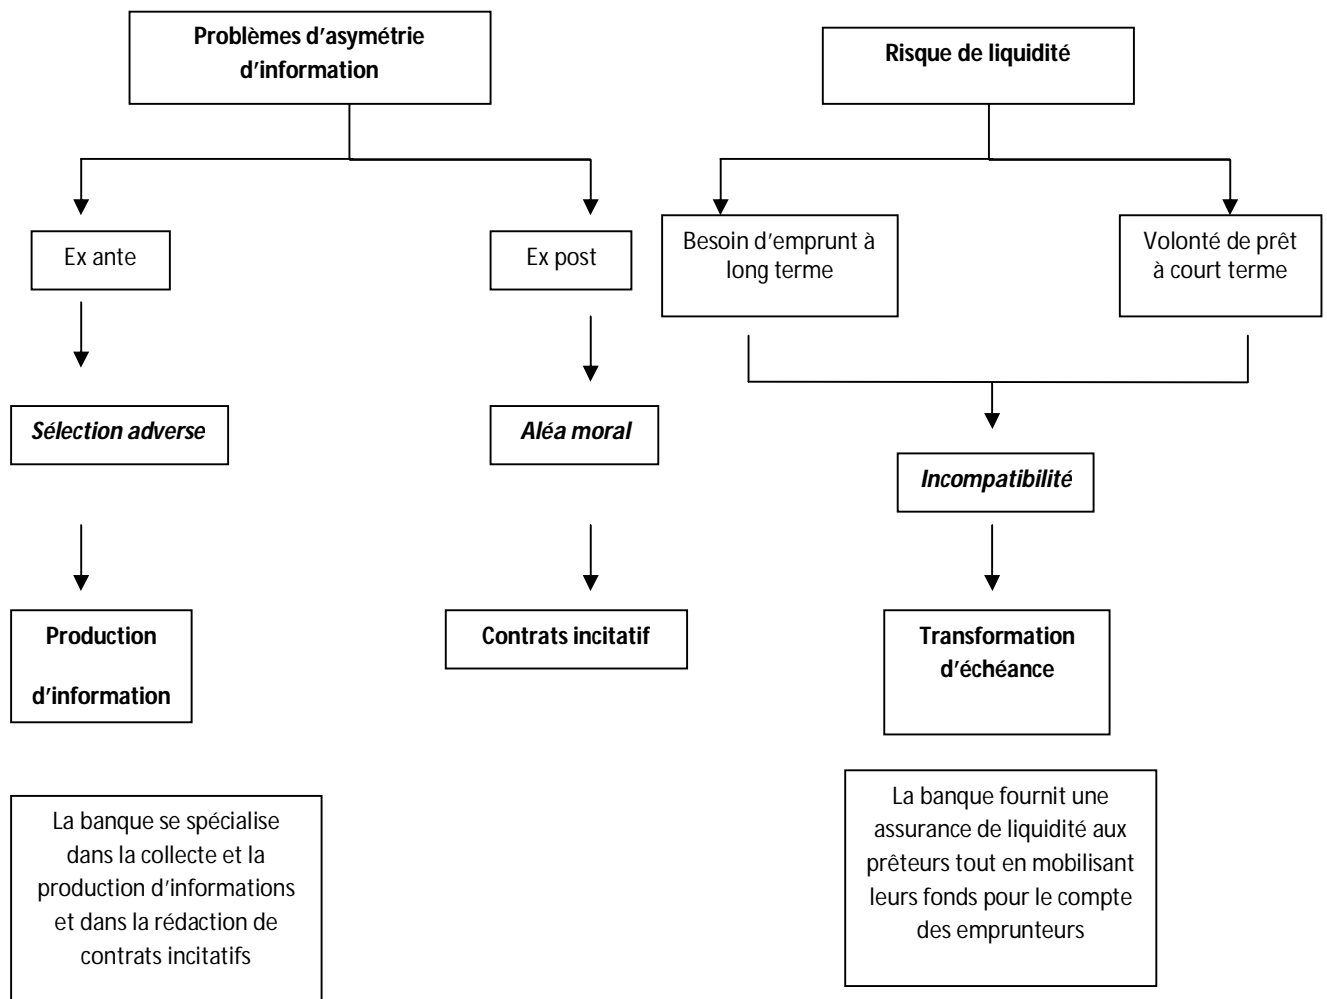 Problèmes d'asymétrie
d'information
Risque de liquidité
Ex ante
Ex post
Besoin d'emprunt à
long terme
Volonté de prêt
à court terme
Sélection adverse
Aléa moral
Incompatibilité
Production
d'information
Contrats incitatif
Transformation
d'échéance
La banque se spécialise
dans la collecte et la
production d'informations
et dans la rédaction de
contrats incitatifs
La banque fournit une
assurance de liquidité aux
prêteurs tout en mobilisant
leurs fonds pour le compte
des emprunteurs